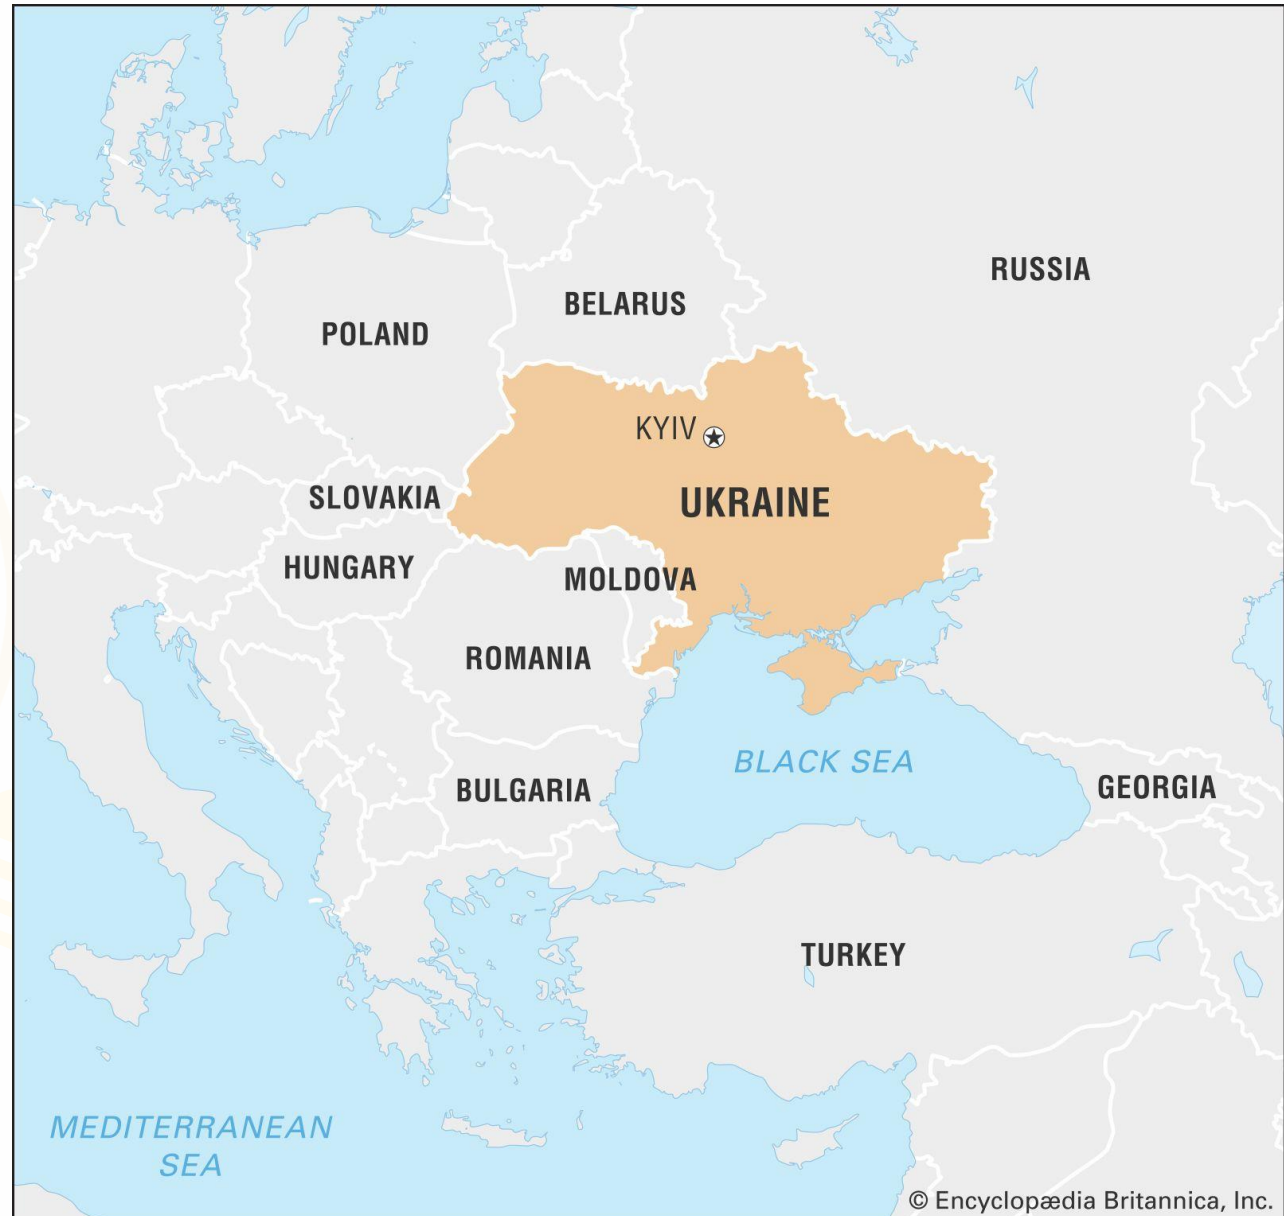 RUSSIA
BELARUS
POLAND
KYIV
SLOVAKIA
UKRAINE
HUNGARY
MOLDOVA
ROMANIA
BLACK SEA
BULGARIA
GEORGIA
TURKEY
MEDITERRANEAN
SEA
© Encyclopædia Britannica, Inc.